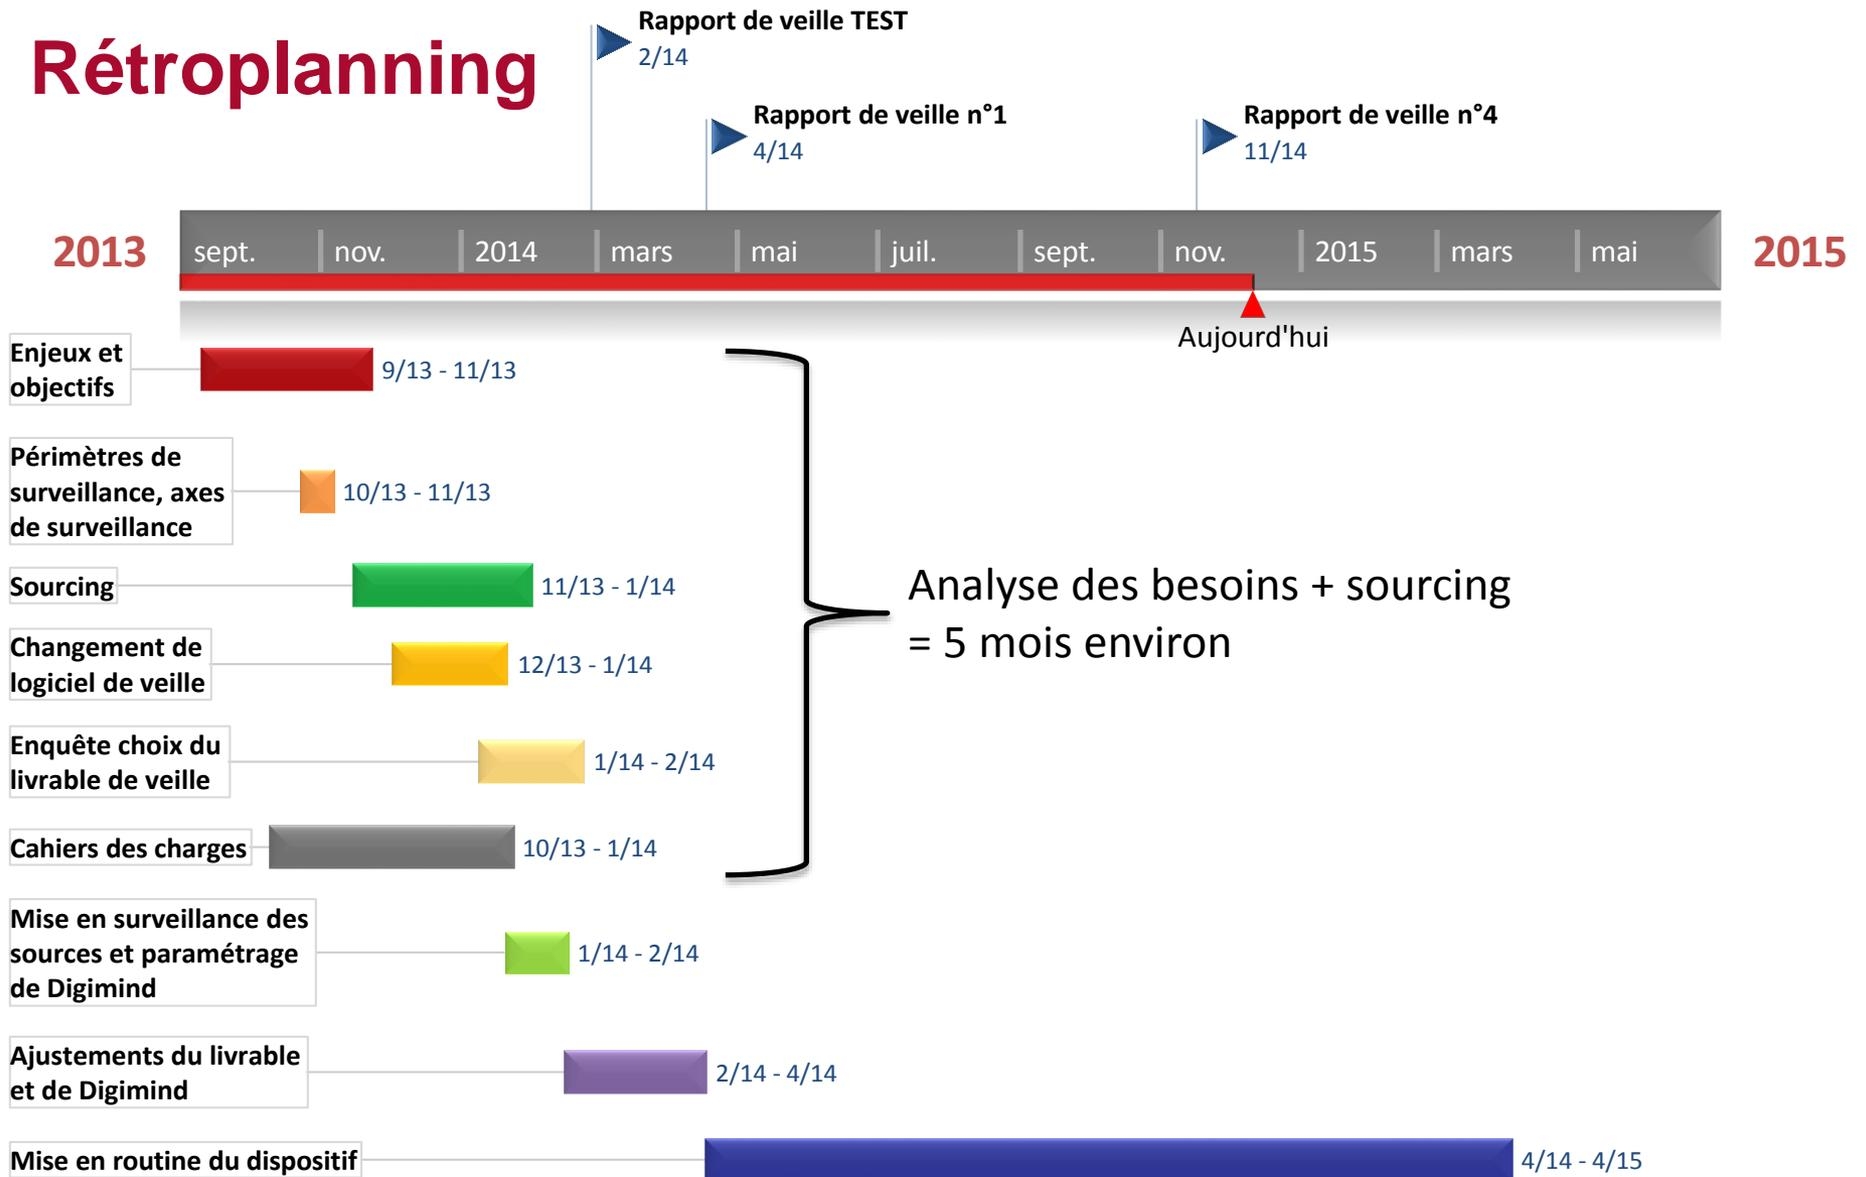 Rétroplanning
Rapport de veille TEST
2/14
Rapport de veille n°1
4/14
Rapport de veille n°4
11/14
2013
sept.
nov.
2014
mars
mai
juil.
sept.
nov.
2015
mars
mai
2015
Aujourd'hui
Enjeux et
objectifs
9/13 - 11/13
Périmètres de
surveillance, axes
de surveillance
10/13 - 11/13
Sourcing
11/13 - 1/14
Changement de
logiciel de veille
12/13 - 1/14
Enquête choix du
livrable de veille
1/14 - 2/14
Cahiers des charges
10/13 - 1/14
Analyse des besoins + sourcing
= 5 mois environ
Mise en surveillance des
sources et paramétrage
de Digimind
1/14 - 2/14
Ajustements du livrable
et de Digimind
2/14 - 4/14
Mise en routine du dispositif
4/14 - 4/15